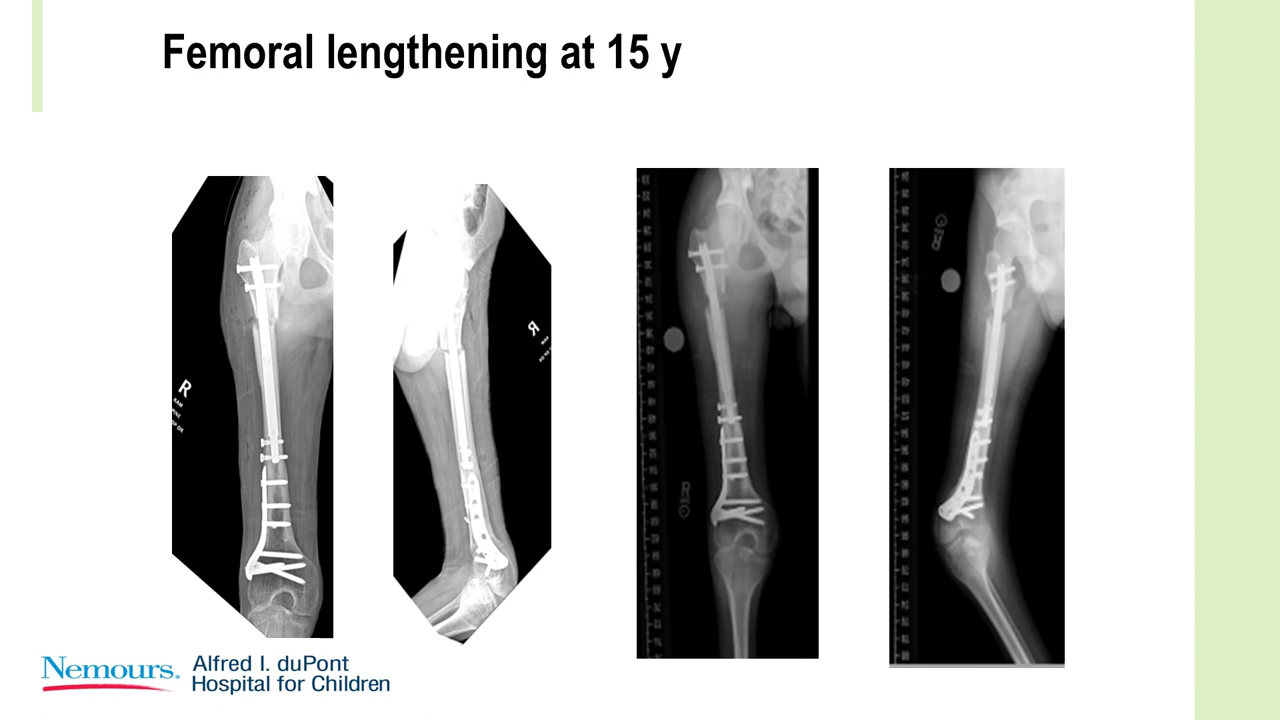 Femoral lengthening at 15 y
R
R
Nemours.
Alfred I. duPont
Hospital for Children